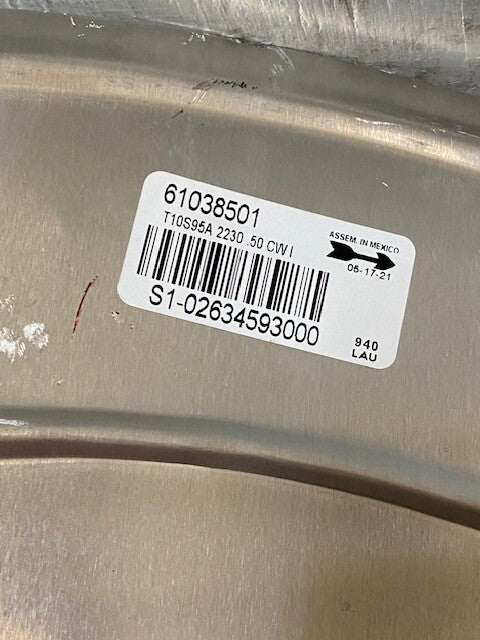 61038501
T10S95A 2230 .50 CW I
S1-02634593000
ASSEM. IN MEXICO
05-17-21
940
LAU